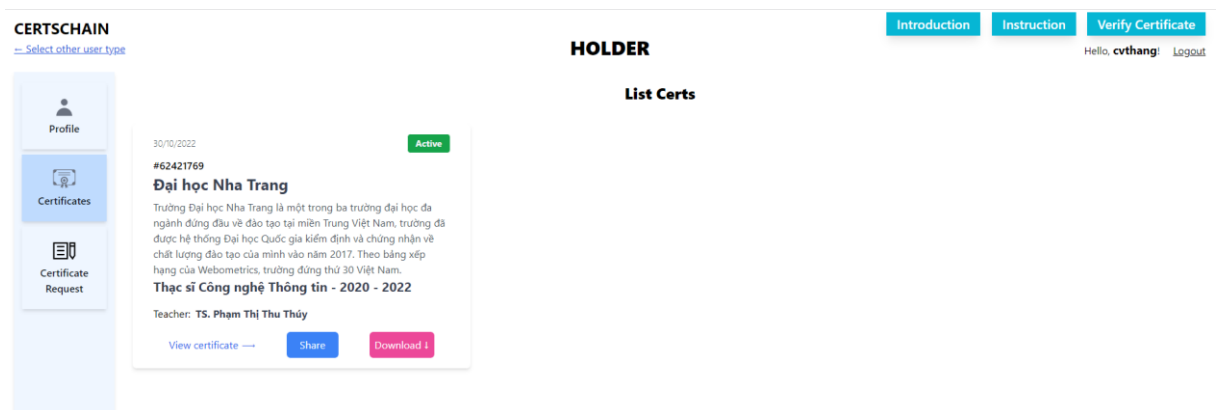 CERTSCHAIN
← Select other user type
HOLDER
Introduction
Instruction
Verify Certificate
Hello, cvthang!
Logout
Profile
Certificates
Certificate
Request
List Certs
30/10/2022
Active
#62421769
Đại học Nha Trang
Trường Đại học Nha Trang là một trong ba trường đại học đa
ngành đứng đầu về đào tạo tại miền Trung Việt Nam, trường đã
được hệ thống Đại học Quốc gia kiểm định và chứng nhận về
chất lượng đào tạo của mình vào năm 2017. Theo bảng xếp
hạng của Webometrics, trường đứng thứ 30 Việt Nam.
Thạc sĩ Công nghệ Thông tin - 2020 - 2022
Teacher: TS. Phạm Thị Thu Thúy
View certificate ⟶
Share
Download ↓